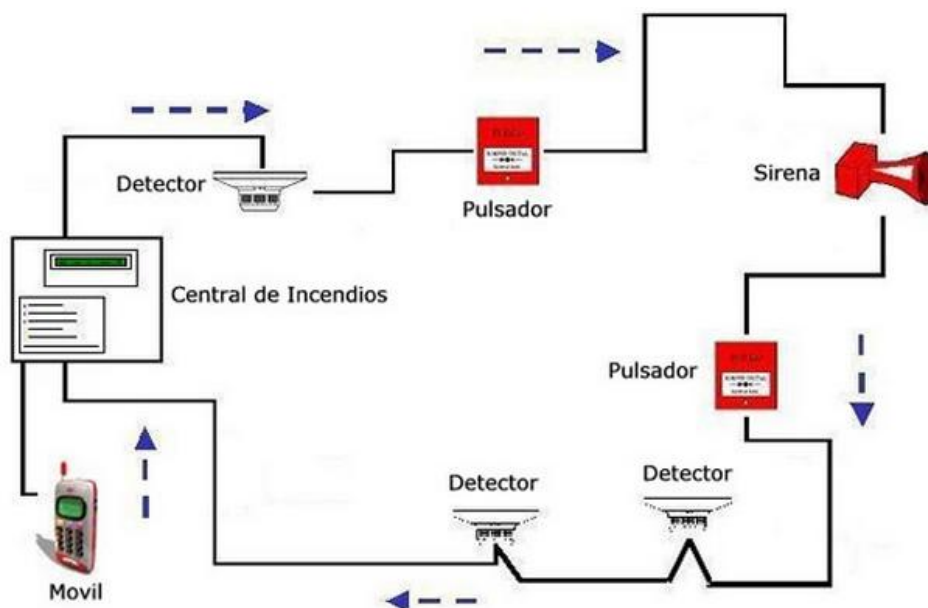 Detector
Pulsador
Sirena
Central de Incendios
Pulsador
Detector
Detector
Movil